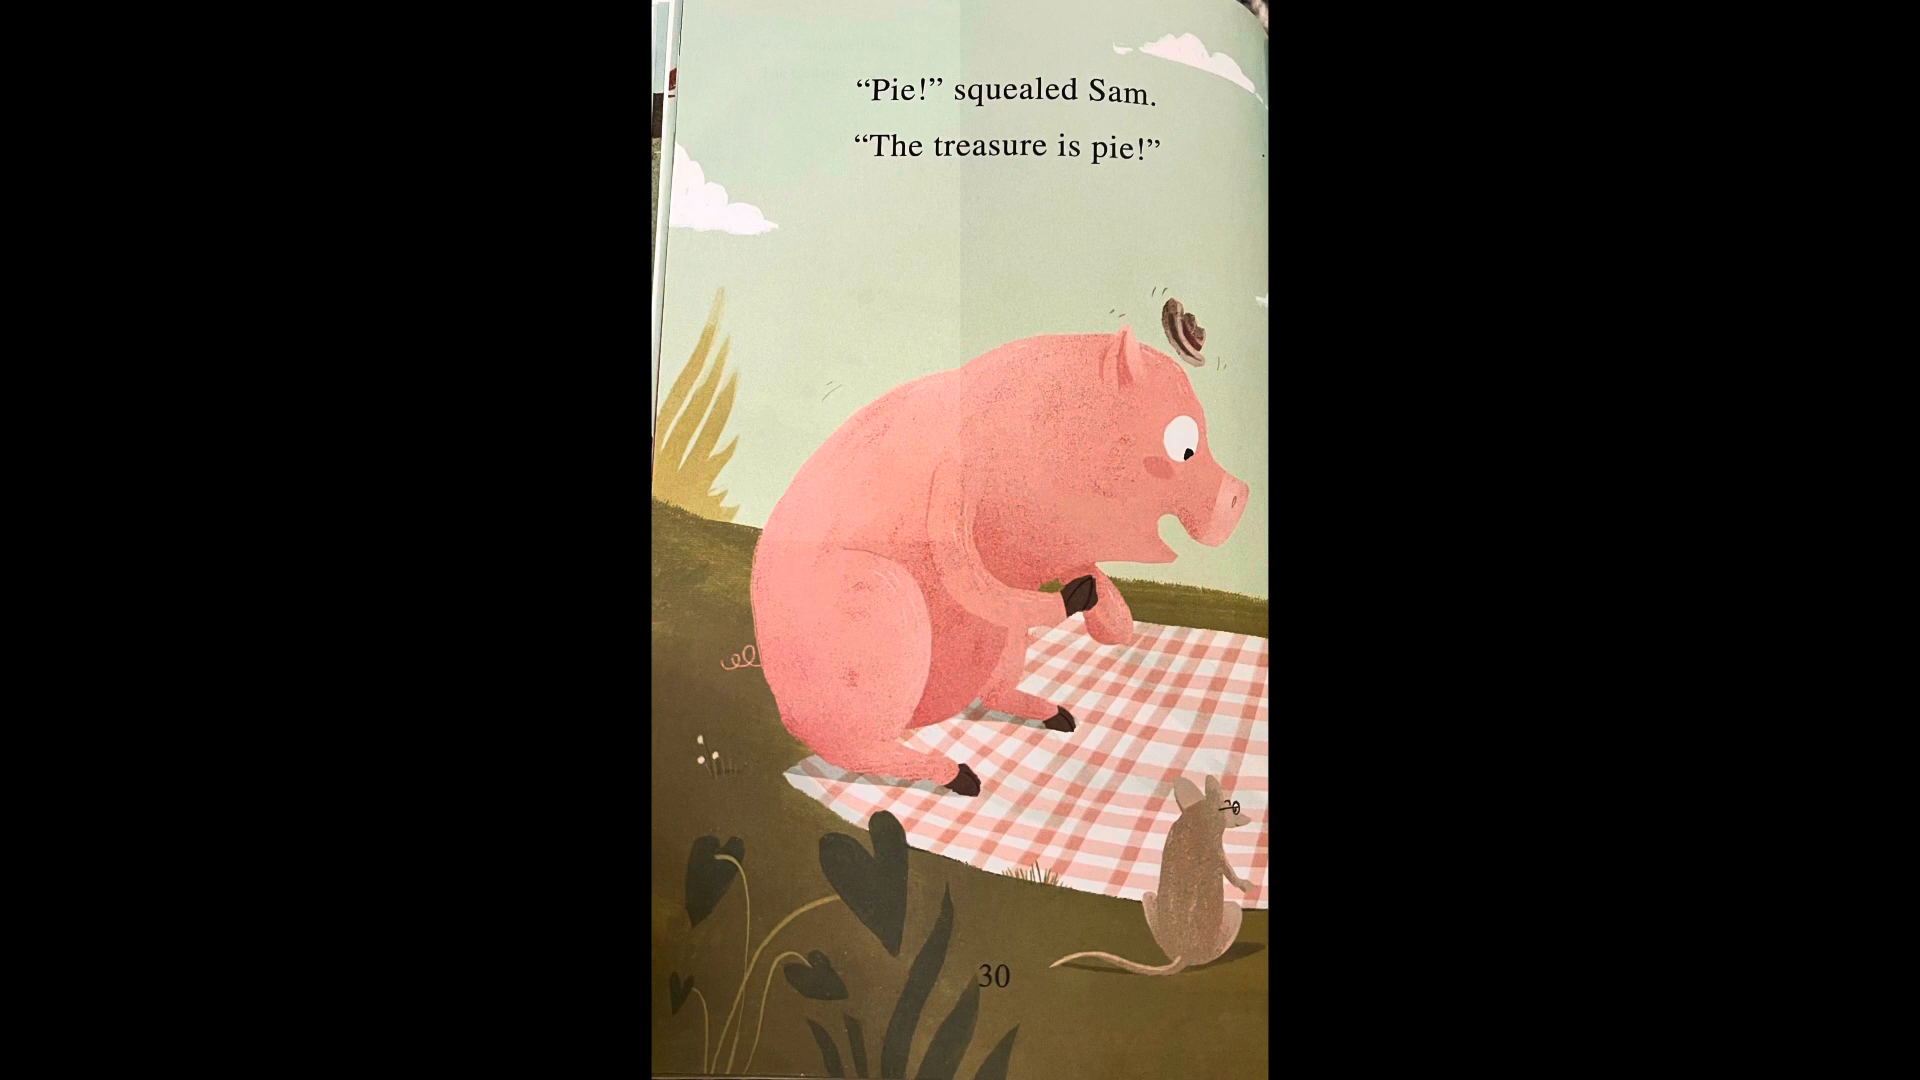 “Pie!” squealed Sam.
“The treasure is pie!”
30